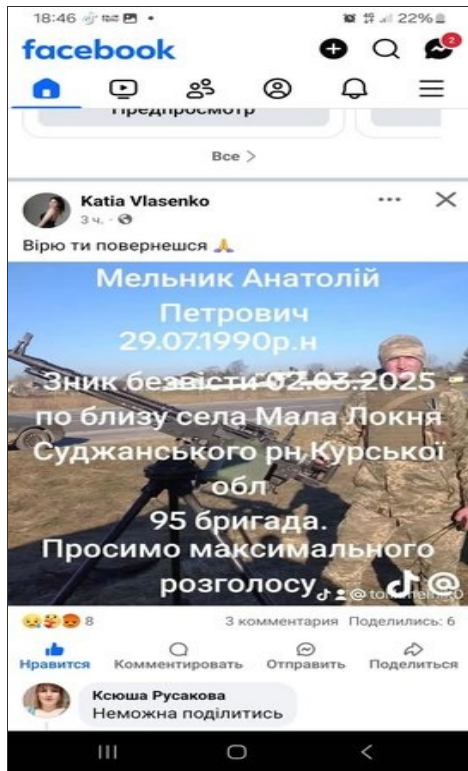 18:46
22%
facebook
2
Предпросмотр
Все >
Katia Vlasenko
3 ч. ·
Вірю ти повернешся 🙏
Мельник Анатолій
Петрович
29.07.1990р.н
Зник безвісти 02.03.2025
по близу села Мала Локня
Суджанського рн,Курської
обл
95 бригада.
Просимо максимального
розголосу
8
3 комментария Поделились: 6
Нравится Комментировать Отправить Поделиться
Ксюша Русакова
Неможна поділитись